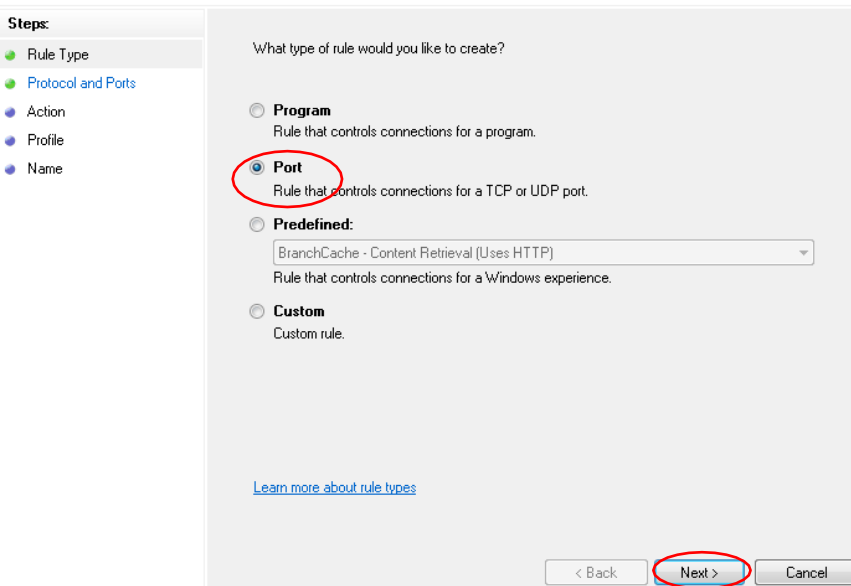 Steps:
Rule Type
Protocol and Ports
Action
Profile
Name
What type of rule would you like to create?
Program
Rule that controls connections for a program.
Port
Rule that controls connections for a TCP or UDP port.
Predefined:
BranchCache - Content Retrieval (Uses HTTP)
Rule that controls connections for a Windows experience.
Custom
Custom rule.
Learn more about rule types
< Back
Next >
Cancel